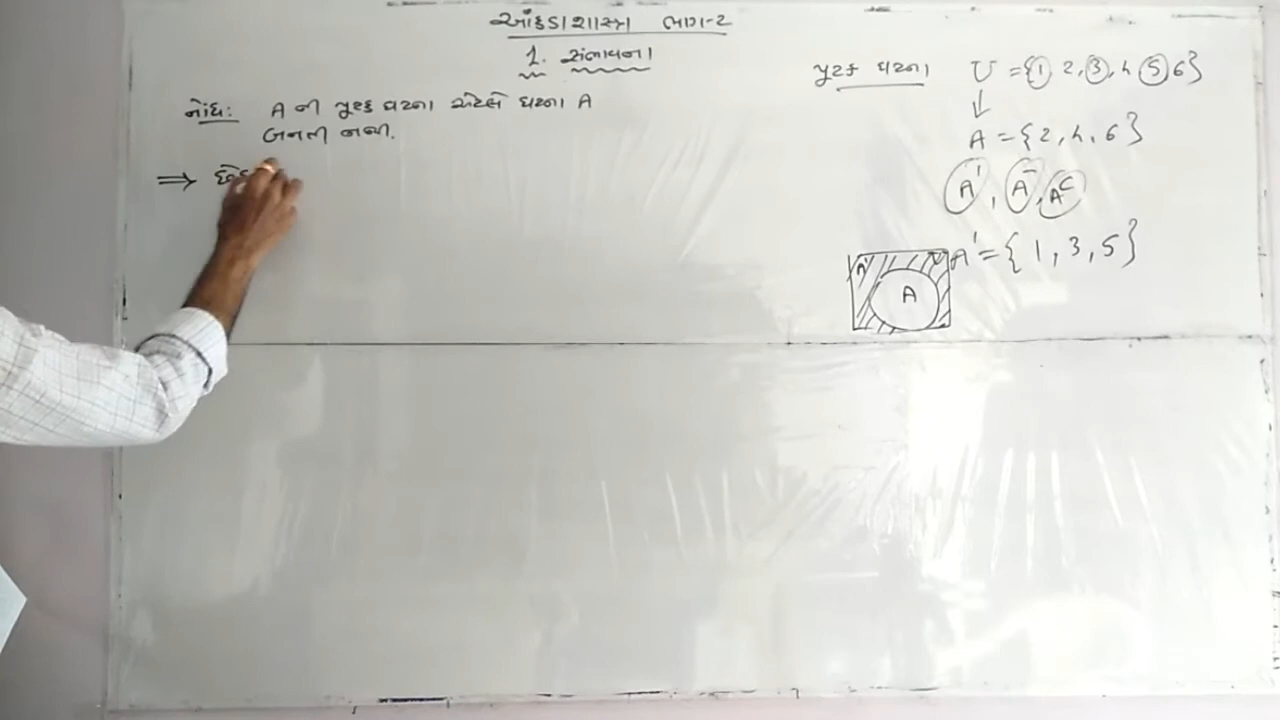 આંકડાશાસ્ત્ર ભાગ-2
1. સંભાવના
નોંધ: A ની પૂરક ઘટના એટલે ઘટના A
બનતી નથી.
⇒
પૂરક ઘટના U = {1, 2, 3, 4, 5, 6}
↓
A = {2, 4, 6}
A', A̅, Aᶜ
A' = {1, 3, 5}
A' U
A